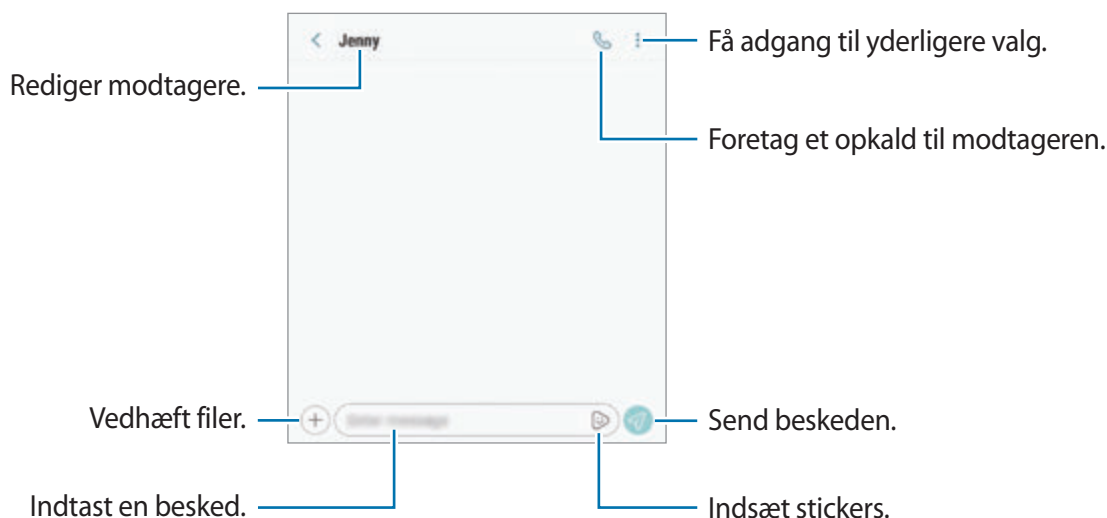 Jenny
Få adgang til yderligere valg.
Rediger modtagere.
Foretag et opkald til modtageren.
Vedhæft filer.
Send beskeden.
Indtast en besked.
Indsæt stickers.